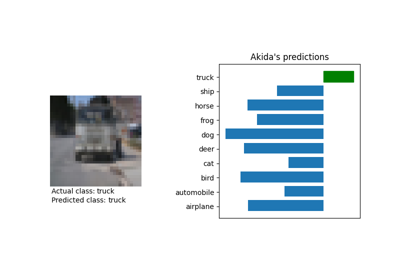 Akida's predictions
truck
ship
horse
frog
dog
deer
cat
bird
automobile
airplane
Actual class: truck
Predicted class: truck